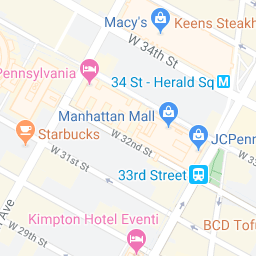 Macy's
Keens Steakh
W 34th St
Pennsylvania
34 St - Herald Sq M
Manhattan Mall
Starbucks
W 32nd St
JCPenn
W 31st St
33rd Street
Ave
Kimpton Hotel Eventi
BCD Tofu
W 29th St